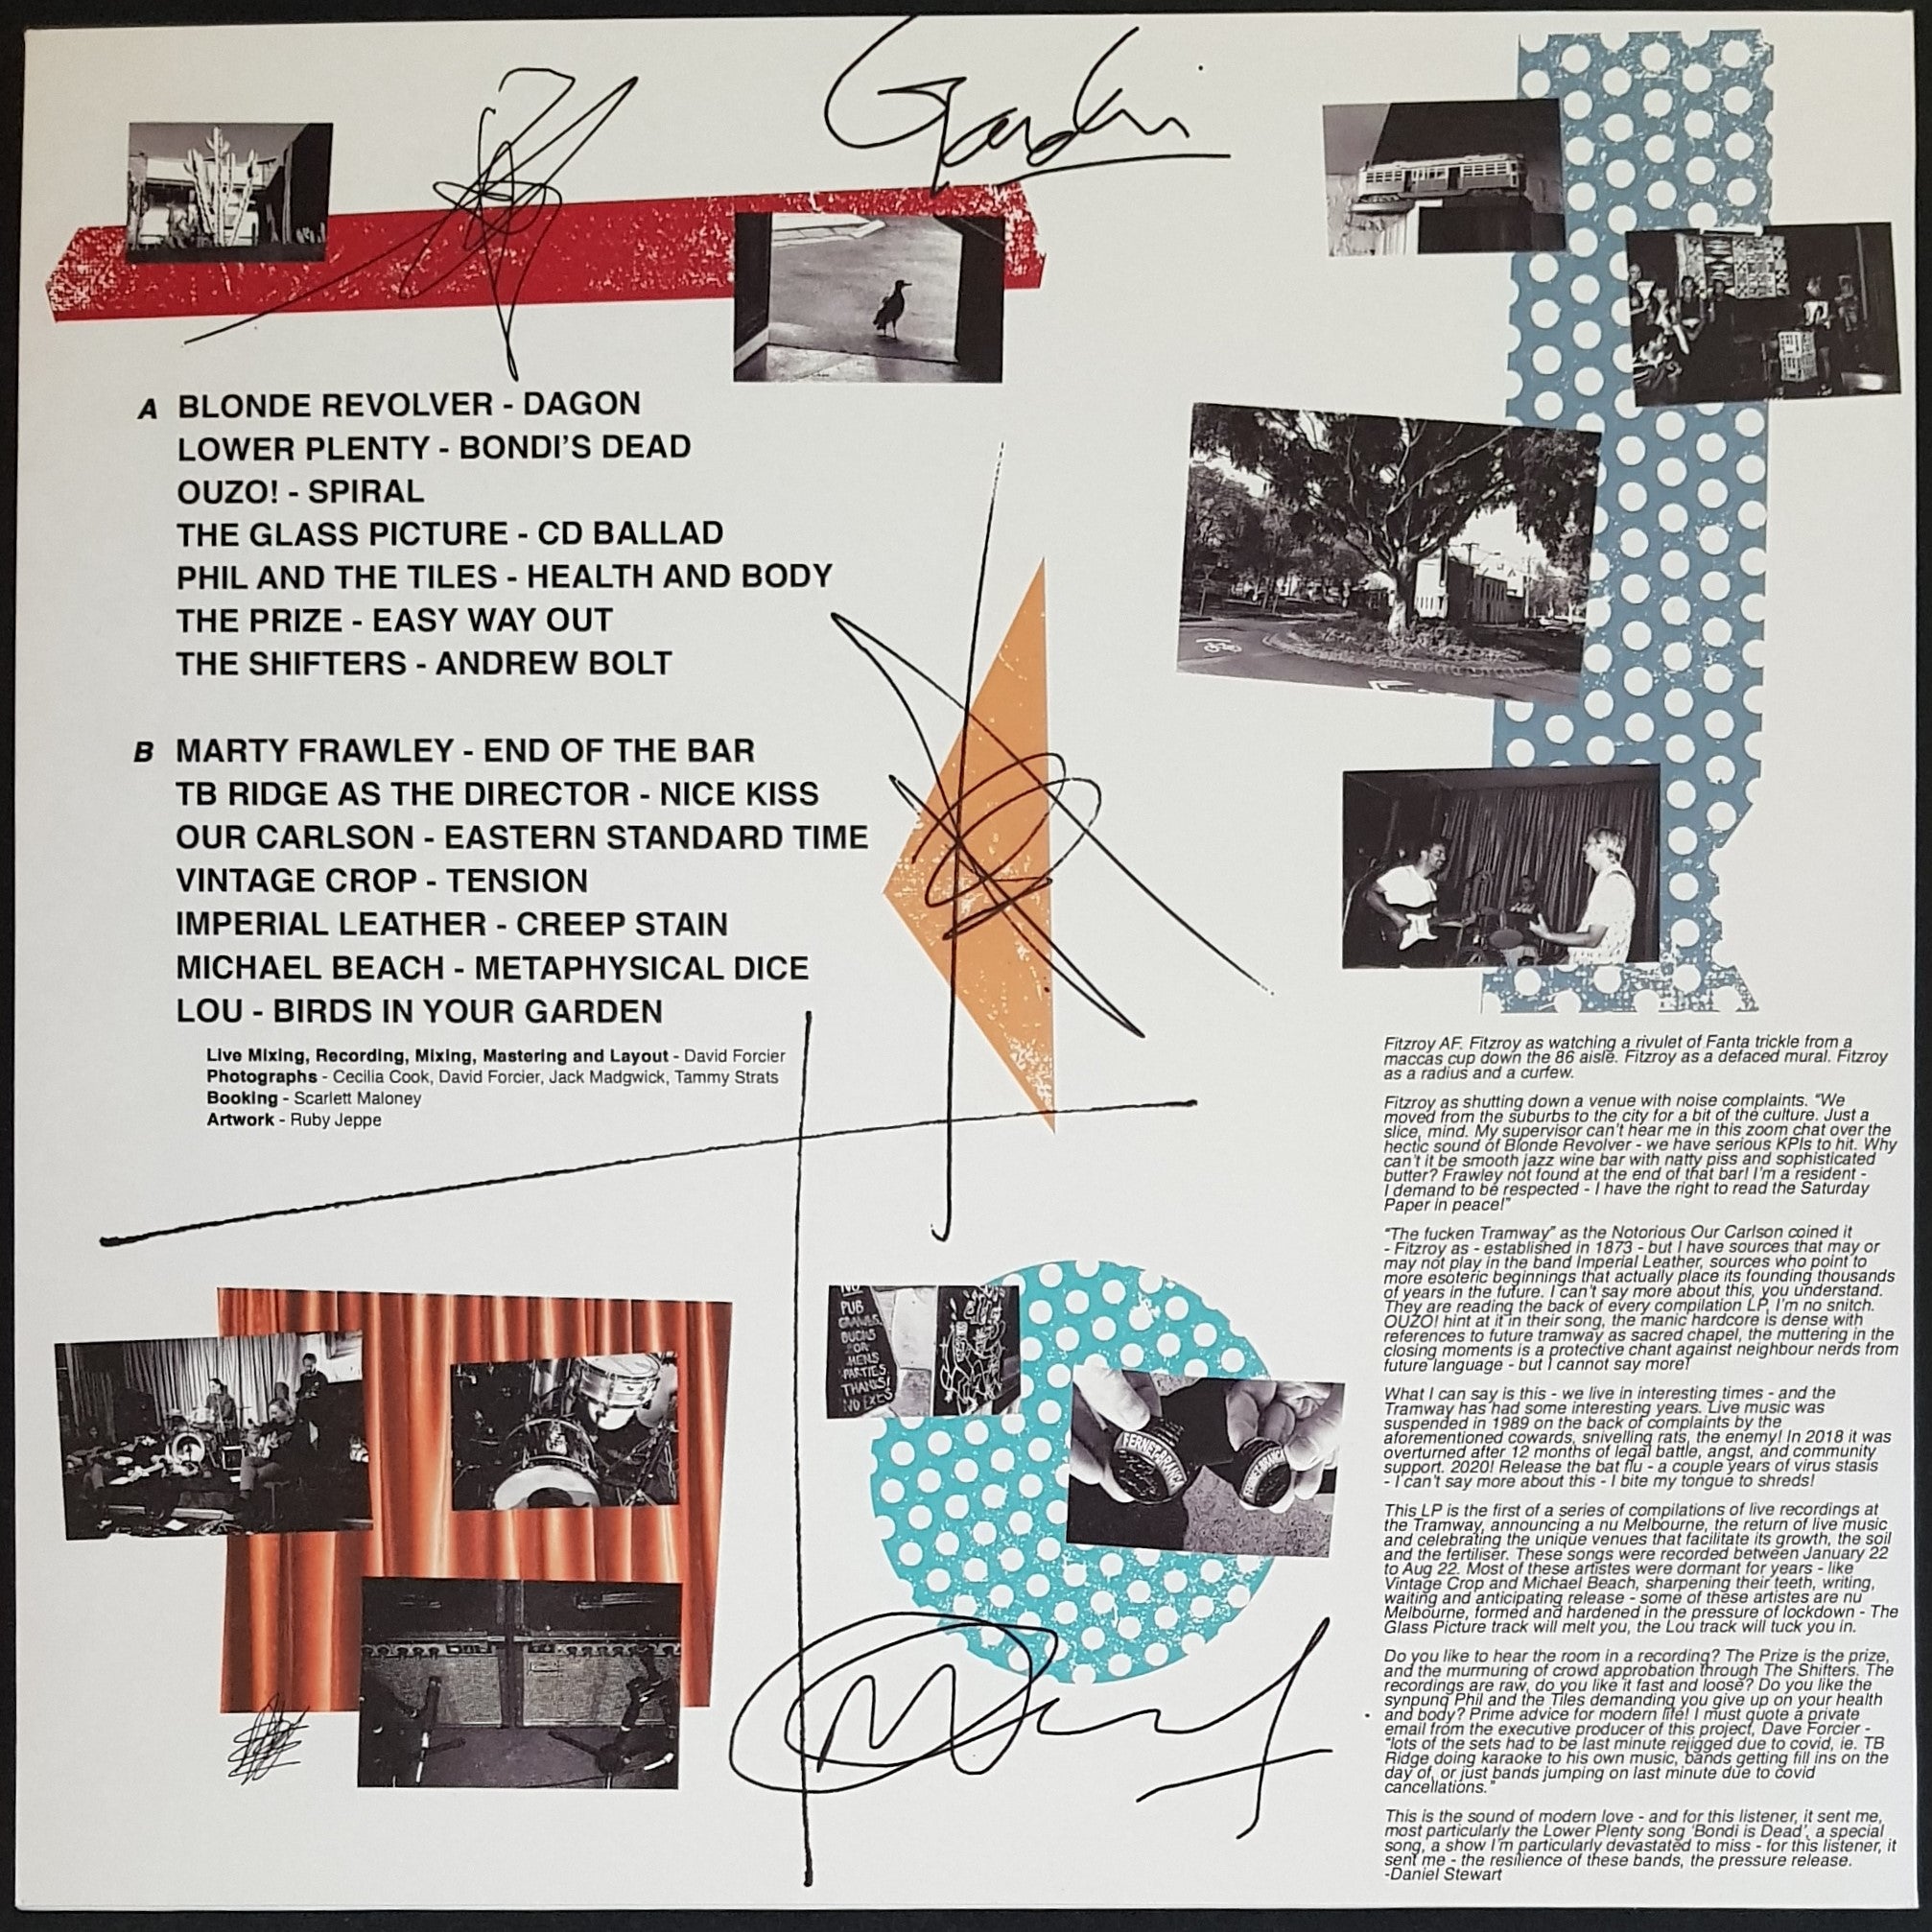 A BLONDE REVOLVER - DAGON
LOWER PLENTY - BONDI'S DEAD
OUZO! - SPIRAL
THE GLASS PICTURE - CD BALLAD
PHIL AND THE TILES - HEALTH AND BODY
THE PRIZE - EASY WAY OUT
THE SHIFTERS - ANDREW BOLT
B MARTY FRAWLEY - END OF THE BAR
TB RIDGE AS THE DIRECTOR - NICE KISS
OUR CARLSON - EASTERN STANDARD TIME
VINTAGE CROP - TENSION
IMPERIAL LEATHER - CREEP STAIN
MICHAEL BEACH - METAPHYSICAL DICE
LOU - BIRDS IN YOUR GARDEN
Live Mixing, Recording, Mixing, Mastering and Layout - David Forcier
Photographs - Cecilia Cook, David Forcier, Jack Madgwick, Tammy Strats
Booking - Scarlett Maloney
Artwork - Ruby Jeppe
NO
PUB
CRAWLS
BUCKS
OR
MENS
PARTIES
THANKS!
NO EXES
FERNET-BRANCA
Fitzroy AF. Fitzroy as watching a rivulet of Fanta trickle from a
maccas cup down the 86 aisle. Fitzroy as a defaced mural. Fitzroy
as a radius and a curfew.
Fitzroy as shutting down a venue with noise complaints. "We
moved from the suburbs to the city for a bit of the culture. Just a
slice, mind. My supervisor can't hear me in this zoom chat over the
hectic sound of Blonde Revolver - we have serious KPIs to hit. Why
can't it be smooth jazz wine bar with natty piss and sophisticated
butter? Frawley not found at the end of that bar! I'm a resident -
I demand to be respected - I have the right to read the Saturday
Paper in peace!"
"The fucken Tramway" as the Notorious Our Carlson coined it
- Fitzroy as - established in 1873 - but I have sources that may or
may not play in the band Imperial Leather, sources who point to
more esoteric beginnings that actually place its founding thousands
of years in the future. I can't say more about this, you understand.
They are reading the back of every compilation LP, I'm no snitch.
OUZO! hint at it in their song, the manic hardcore is dense with
references to future tramway as sacred chapel, the muttering in the
closing moments is a protective chant against neighbour nerds from
future language - but I cannot say more!
What I can say is this - we live in interesting times - and the
Tramway has had some interesting years. Live music was
suspended in 1989 on the back of complaints by the
aforementioned cowards, snivelling rats, the enemy! In 2018 it was
overturned after 12 months of legal battle, angst, and community
support. 2020! Release the bat flu - a couple years of virus stasis
- I can't say more about this - I bite my tongue to shreds!
This LP is the first of a series of compilations of live recordings at
the Tramway, announcing a nu Melbourne, the return of live music
and celebrating the unique venues that facilitate its growth, the soil
and the fertiliser. These songs were recorded between January 22
to Aug 22. Most of these artistes were dormant for years - like
Vintage Crop and Michael Beach, sharpening their teeth, writing,
waiting and anticipating release - some of these artistes are nu
Melbourne, formed and hardened in the pressure of lockdown - The
Glass Picture track will melt you, the Lou track will tuck you in.
Do you like to hear the room in a recording? The Prize is the prize,
and the murmuring of crowd approbation through The Shifters. The
recordings are raw, do you like it fast and loose? Do you like the
synpung Phil and the Tiles demanding you give up on your health
and body? Prime advice for modern life! I must quote a private
email from the executive producer of this project, Dave Forcier -
"lots of the sets had to be last minute rejigged due to covid, ie. TB
Ridge doing karaoke to his own music, bands getting fill ins on the
day of, or just bands jumping on last minute due to covid
cancellations."
This is the sound of modern love - and for this listener, it sent me,
most particularly the Lower Plenty song 'Bondi is Dead', a special
song, a show I'm particularly devastated to miss - for this listener, it
sent me - the resilience of these bands, the pressure release.
-Daniel Stewart